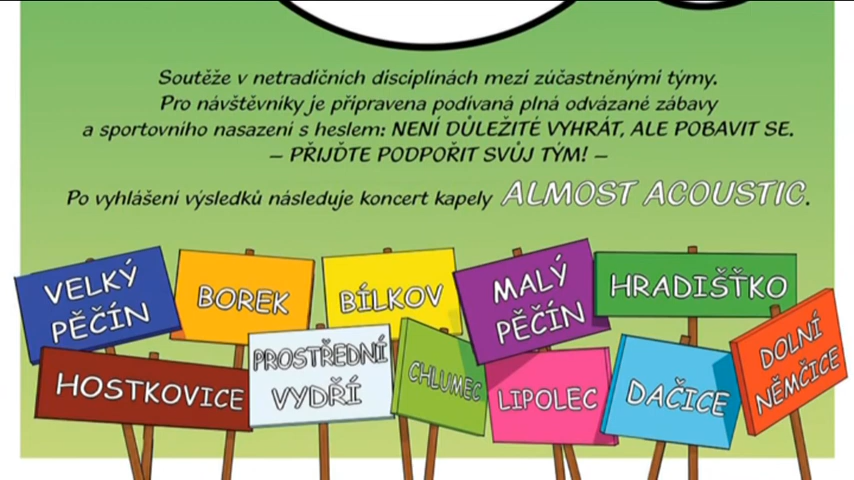 Soutěže v netradičních disciplínách mezi zúčastněnými týmy.
Pro návštěvníky je připravena podívaná plná odvázané zábavy
a sportovního nasazení s heslem: NENÍ DŮLEŽITÉ VYHRÁT, ALE POBAVIT SE.
– PŘIJĎTE PODPOŘIT SVŮJ TÝM! –
Po vyhlášení výsledků následuje koncert kapely ALMOST ACOUSTIC.
VELKÝ
PĚČÍN
BOREK
BÍLKOV
MALÝ
PĚČÍN
HRADIŠŤKO
HOSTKOVICE
PROSTŘEDNÍ
VYDŘÍ
CHLUMEC
LIPOLEC
DAČICE
DOLNÍ
NĚMČICE